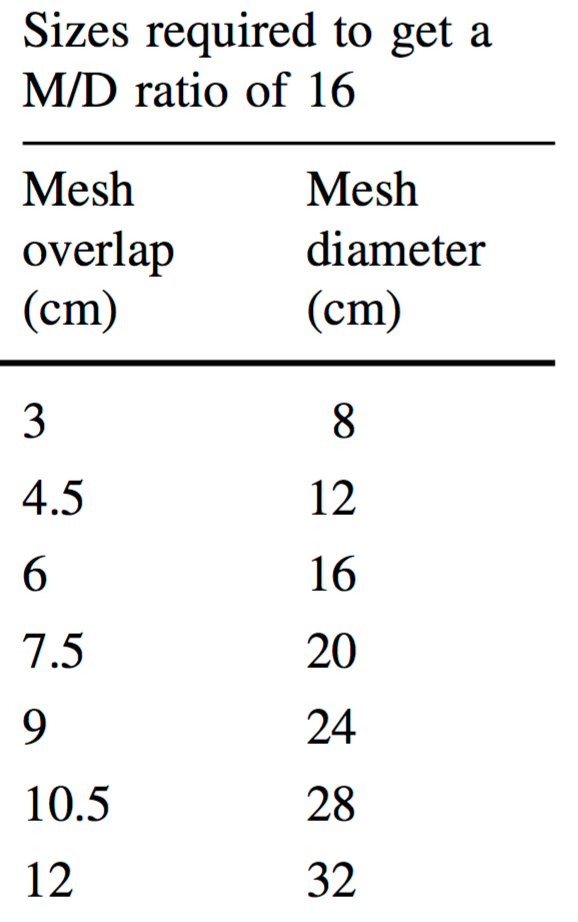 Sizes required to get a
M/D ratio of 16
Mesh overlap (cm) Mesh diameter (cm)
3 8
4.5 12
6 16
7.5 20
9 24
10.5 28
12 32